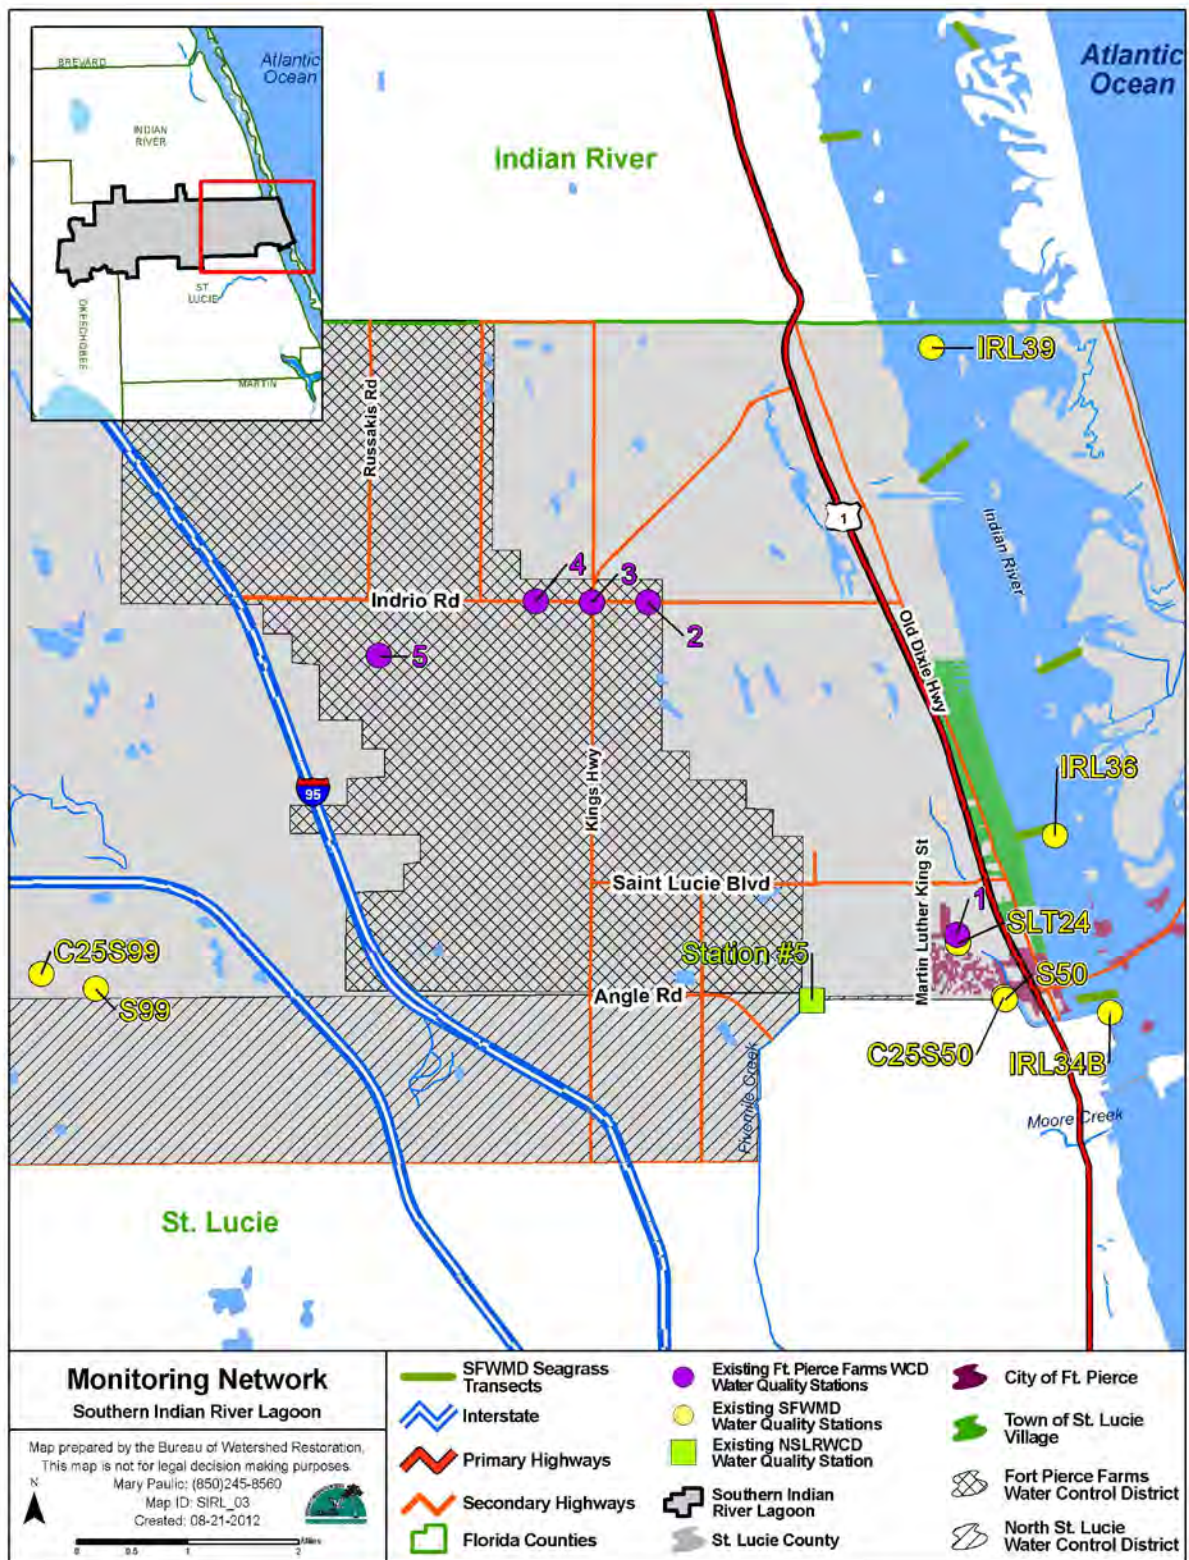 BREVARD
Atlantic
Ocean
INDIAN
RIVER
ST
LUCIE
OKEECHOBEE
MARTIN
Atlantic
Ocean
Indian River
IRL39
Russakis Rd
1
Indian River
4
3
Indrio Rd
2
5
Old Dixie Hwy
Kings Hwy
95
IRL36
Saint Lucie Blvd
Martin Luther King St
1
SLT24
Station #5
C25S99
S99
Angle Rd
S50
C25S50
IRL34B
Fivemile Creek
Moore Creek
St. Lucie
Monitoring Network
Southern Indian River Lagoon
Map prepared by the Bureau of Watershed Restoration.
This map is not for legal decision making purposes.
Mary Paulic: (850)245-8560
Map ID: SIRL_03
Created: 08-21-2012
N
Miles
0 0.5 1 2
SFWMD Seagrass
Transects
Interstate
Primary Highways
Secondary Highways
Florida Counties
Existing Ft. Pierce Farms WCD
Water Quality Stations
Existing SFWMD
Water Quality Stations
Existing NSLRWCD
Water Quality Station
Southern Indian
River Lagoon
St. Lucie County
City of Ft. Pierce
Town of St. Lucie
Village
Fort Pierce Farms
Water Control District
North St. Lucie
Water Control District